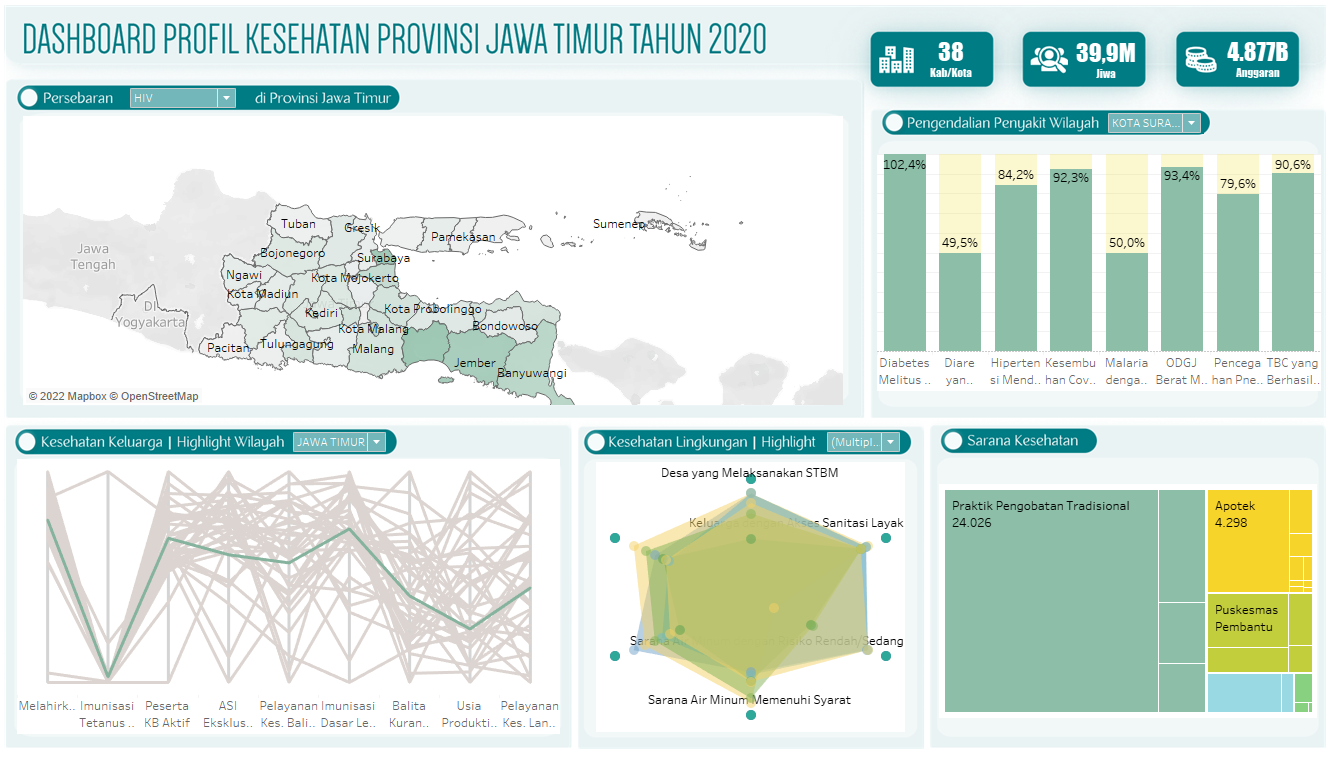 DASHBOARD PROFIL KESEHATAN PROVINSI JAWA TIMUR TAHUN 2020
38
Kab/Kota
39,9M
Jiwa
4.877B
Anggaran
Persebaran HIV di Provinsi Jawa Timur
Jawa
Tengah
DI
Yogyakarta
Tuban
Gresik
Pamekasan
Sumenep
Bojonegoro
Surabaya
Ngawi
Kota Mojokerto
Kota Madiun
Kediri
Kota Probolinggo
Kota Malang
Bondowoso
Pacitan
Tulungagung
Malang
Jember
Banyuwangi
© 2022 Mapbox © OpenStreetMap
Pengendalian Penyakit Wilayah KOTA SURA...
102,4%
49,5%
84,2%
92,3%
50,0%
93,4%
79,6%
90,6%
Diabetes
Melitus ..
Diare
yan..
Hiperten
si Mend..
Kesembu
han Cov..
Malaria
denga..
ODGJ
Berat M..
Pencega
han Pne..
TBC yang
Berhasil..
Kesehatan Keluarga | Highlight Wilayah JAWA TIMUR
Melahirk..
Imunisasi
Tetanus ..
Peserta
KB Aktif
ASI
Eksklus..
Pelayanan
Kes. Bali..
Imunisasi
Dasar Le..
Balita
Kuran..
Usia
Produkti..
Pelayanan
Kes. Lan..
Kesehatan Lingkungan | Highlight (Multipl..
Desa yang Melaksanakan STBM
Akses Sanitasi Layak
Rendah/Sedang
Sarana Air Minum Memenuhi Syarat
Sarana Kesehatan
Praktik Pengobatan Tradisional
24.026
Apotek
4.298
Puskesmas
Pembantu